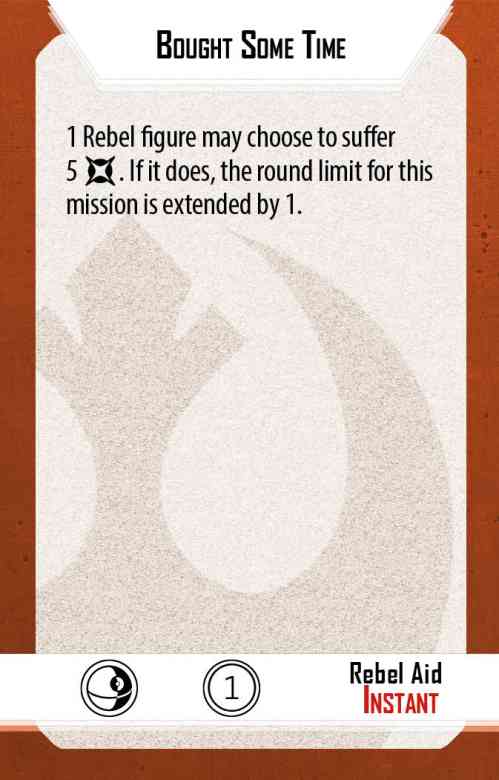 Bought Some Time
1 Rebel figure may choose to suffer
5 . If it does, the round limit for this
mission is extended by 1.
1
Rebel Aid
Instant